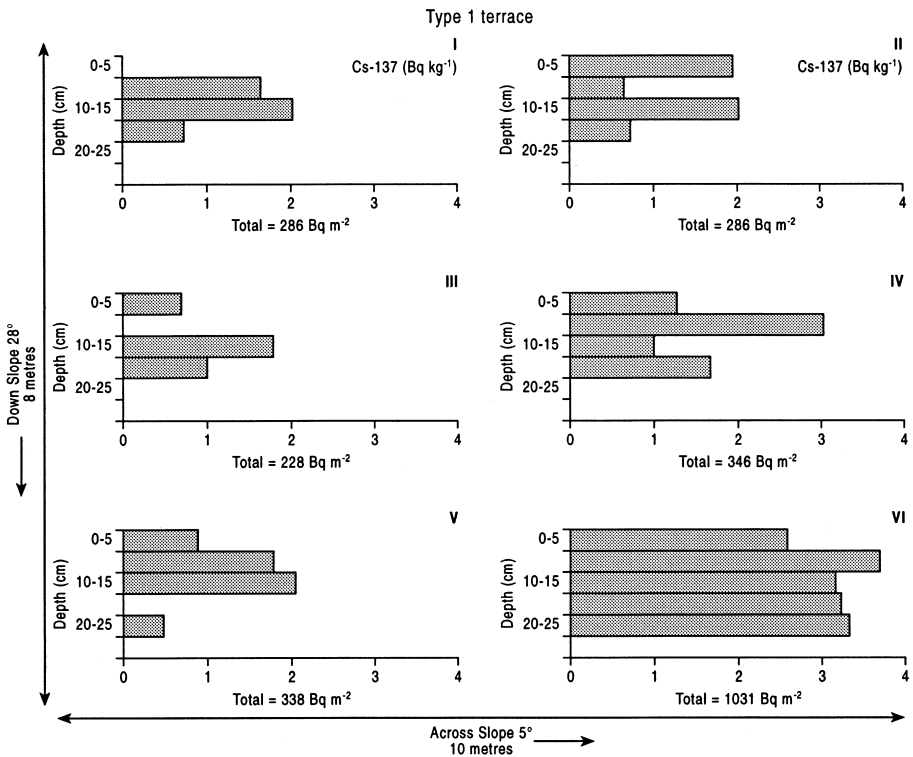 Type 1 terrace
I
Cs-137 (Bq kg⁻¹)
0-5
10-15
20-25
Depth (cm)
0 1 2 3 4
Total = 286 Bq m⁻²
II
Cs-137 (Bq kg⁻¹)
0-5
10-15
20-25
Depth (cm)
0 1 2 3 4
Total = 286 Bq m⁻²
III
0-5
10-15
20-25
Depth (cm)
0 1 2 3 4
Total = 228 Bq m⁻²
IV
0-5
10-15
20-25
Depth (cm)
0 1 2 3 4
Total = 346 Bq m⁻²
V
0-5
10-15
20-25
Depth (cm)
0 1 2 3 4
Total = 338 Bq m⁻²
VI
0-5
10-15
20-25
Depth (cm)
0 1 2 3 4
Total = 1031 Bq m⁻²
Down Slope 28°
8 metres
Across Slope 5°
10 metres